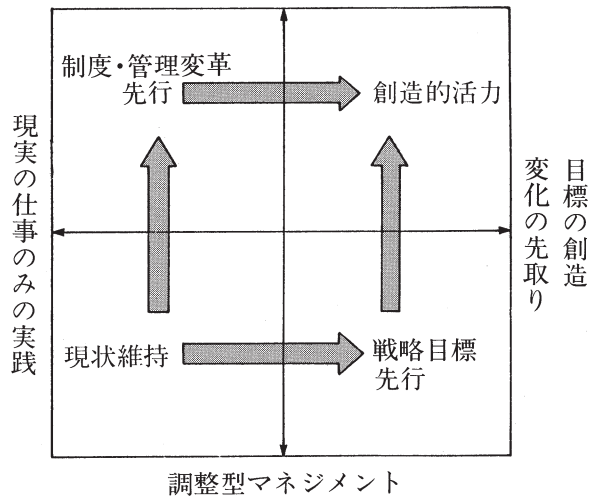 制度・管理変革
先行
創造的活力
現実の仕事のみの実践
目標の創造
変化の先取り
現状維持
戦略目標
先行
調整型マネジメント